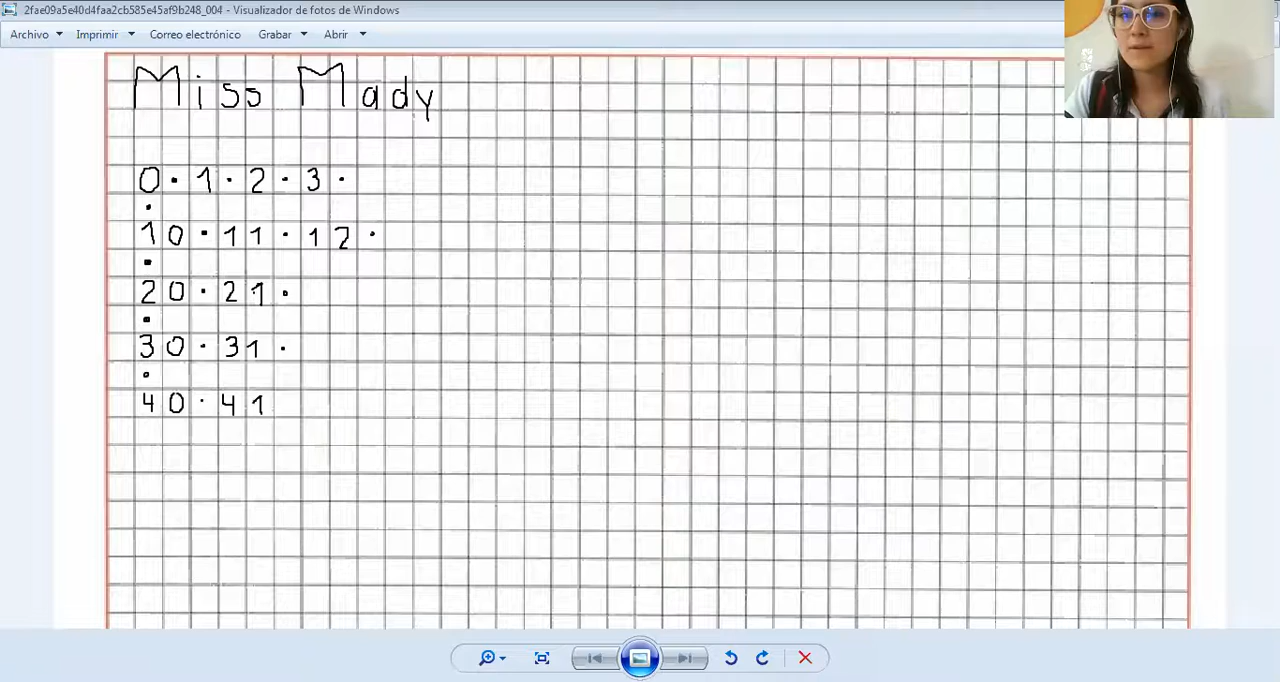 2fae09a5e40d4faa2cb585e45af9b248_004 - Visualizador de fotos de Windows
Archivo Imprimir Correo electrónico Grabar Abrir
Miss Mady
0 · 1 · 2 · 3 ·
·
10 · 11 · 12 ·
·
20 · 21 ·
·
30 · 31 ·
·
40 · 41